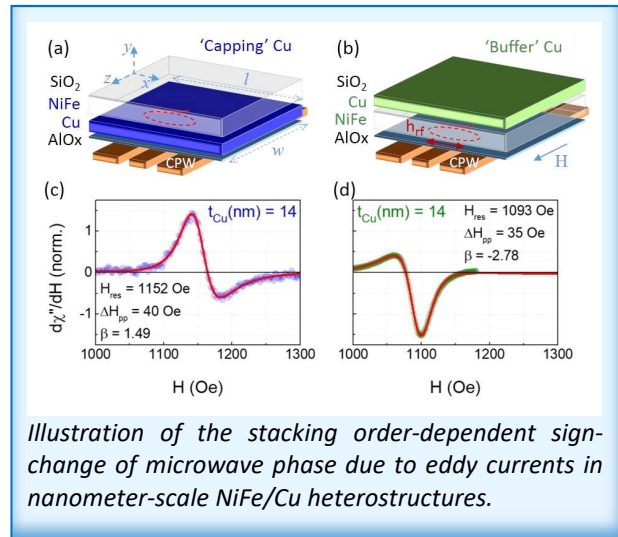 (a)
'Capping' Cu
y
z
x
l
w
SiO2
NiFe
Cu
AlOx
CPW
(b)
'Buffer' Cu
SiO2
Cu
NiFe
AlOx
hrf
H
CPW
(c)
tCu(nm) = 14
dχ"/dH (norm.)
1
0
-1
Hres = 1152 Oe
ΔHpp = 40 Oe
β = 1.49
1000 1100 1200 1300
H (Oe)
(d)
tCu(nm) = 14
Hres = 1093 Oe
ΔHpp = 35 Oe
β = -2.78
1000 1100 1200 1300
H (Oe)
Illustration of the stacking order-dependent sign-
change of microwave phase due to eddy currents in
nanometer-scale NiFe/Cu heterostructures.